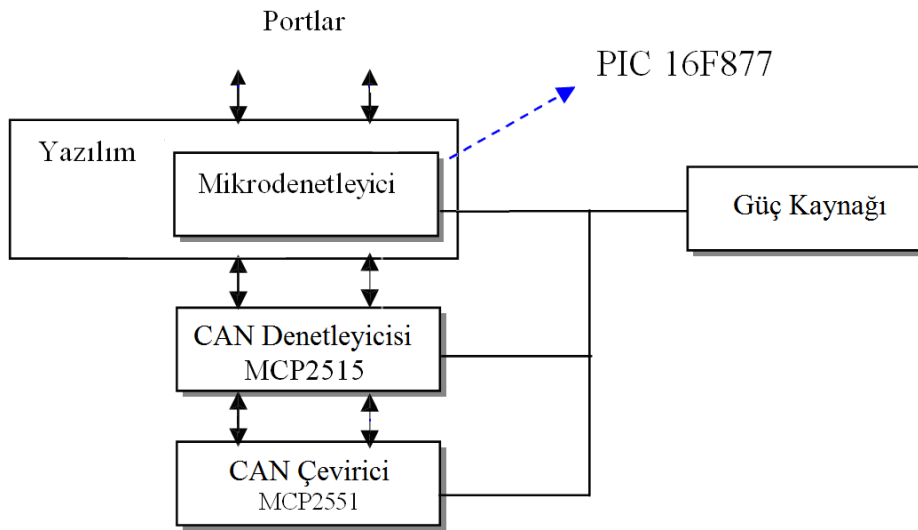 Portlar
PIC 16F877
Yazılım
Mikrodenetleyici
Güç Kaynağı
CAN Denetleyicisi
MCP2515
CAN Çevirici
MCP2551